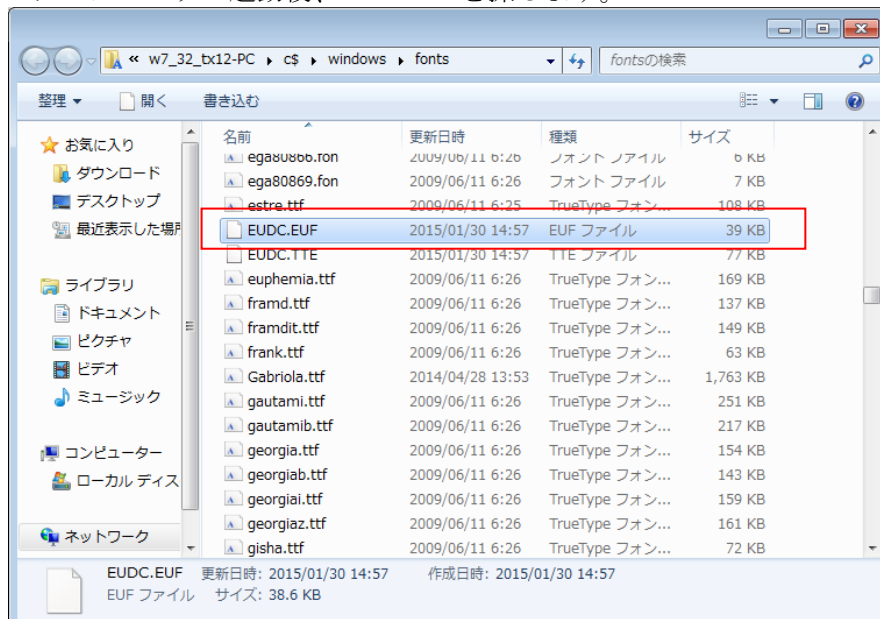 « w7_32_tx12-PC ▸ c$ ▸ windows ▸ fonts
fontsの検索
整理 ▼ 開く 書き込む
名前 更新日時 種類 サイズ
ega80866.fon 2009/06/11 6:26 フォント ファイル 6 KB
ega80869.fon 2009/06/11 6:26 フォント ファイル 7 KB
estre.ttf 2009/06/11 6:25 TrueType フォン... 108 KB
EUDC.EUF 2015/01/30 14:57 EUF ファイル 39 KB
EUDC.TTE 2015/01/30 14:57 TTE ファイル 77 KB
euphemia.ttf 2009/06/11 6:26 TrueType フォン... 169 KB
framd.ttf 2009/06/11 6:26 TrueType フォン... 137 KB
framdit.ttf 2009/06/11 6:26 TrueType フォン... 149 KB
frank.ttf 2009/06/11 6:26 TrueType フォン... 63 KB
Gabriola.ttf 2014/04/28 13:53 TrueType フォン... 1,763 KB
gautami.ttf 2009/06/11 6:26 TrueType フォン... 251 KB
gautamib.ttf 2009/06/11 6:26 TrueType フォン... 217 KB
georgia.ttf 2009/06/11 6:26 TrueType フォン... 154 KB
georgiab.ttf 2009/06/11 6:26 TrueType フォン... 143 KB
georgiai.ttf 2009/06/11 6:26 TrueType フォン... 159 KB
georgiaz.ttf 2009/06/11 6:26 TrueType フォン... 161 KB
gisha.ttf 2009/06/11 6:26 TrueType フォン... 72 KB
お気に入り
ダウンロード
デスクトップ
最近表示した場所
ライブラリ
ドキュメント
ピクチャ
ビデオ
ミュージック
コンピューター
ローカル ディス
ネットワーク
EUDC.EUF 更新日時: 2015/01/30 14:57 作成日時: 2015/01/30 14:57
EUF ファイル サイズ: 38.6 KB